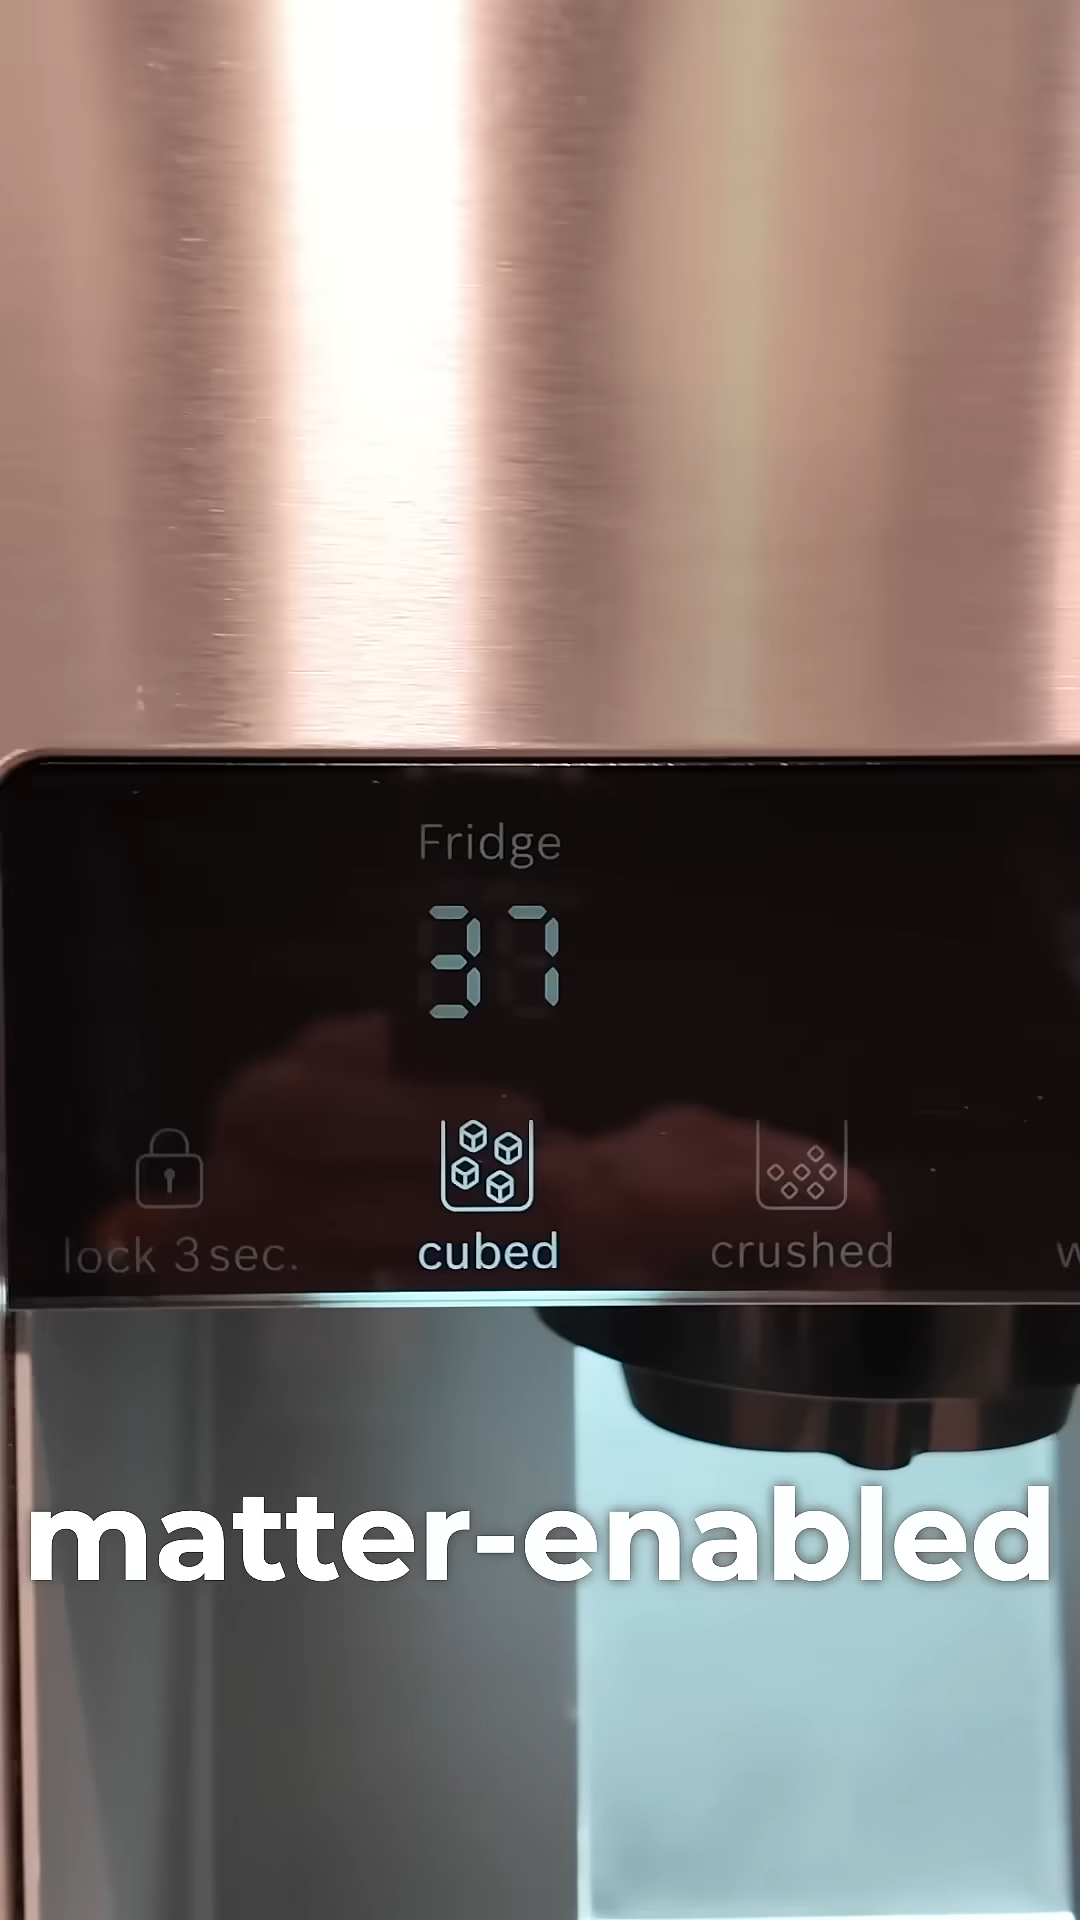 Fridge
37
lock 3 sec.
cubed
crushed
matter-enabled